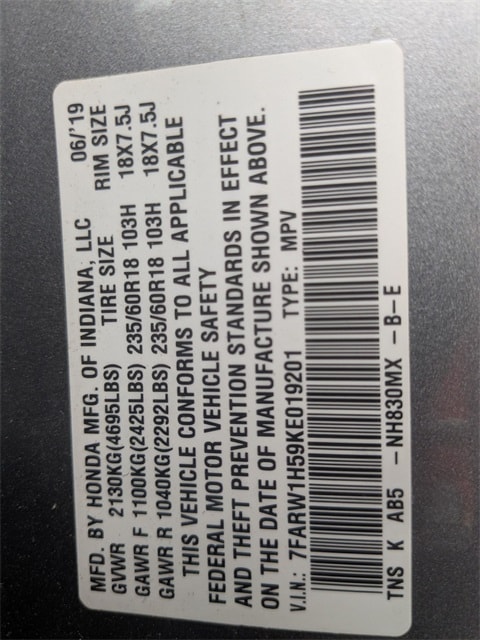 MFD. BY HONDA MFG. OF INDIANA, LLC 06/'19
GVWR 2130KG(4695LBS) TIRE SIZE RIM SIZE
GAWR F 1100KG(2425LBS) 235/60R18 103H 18X7.5J
GAWR R 1040KG(2292LBS) 235/60R18 103H 18X7.5J
THIS VEHICLE CONFORMS TO ALL APPLICABLE
FEDERAL MOTOR VEHICLE SAFETY
AND THEFT PREVENTION STANDARDS IN EFFECT
ON THE DATE OF MANUFACTURE SHOWN ABOVE.
V.I.N.: 7FARW1H59KE019201 TYPE: MPV
TNS K AB5 -NH830MX -B-E